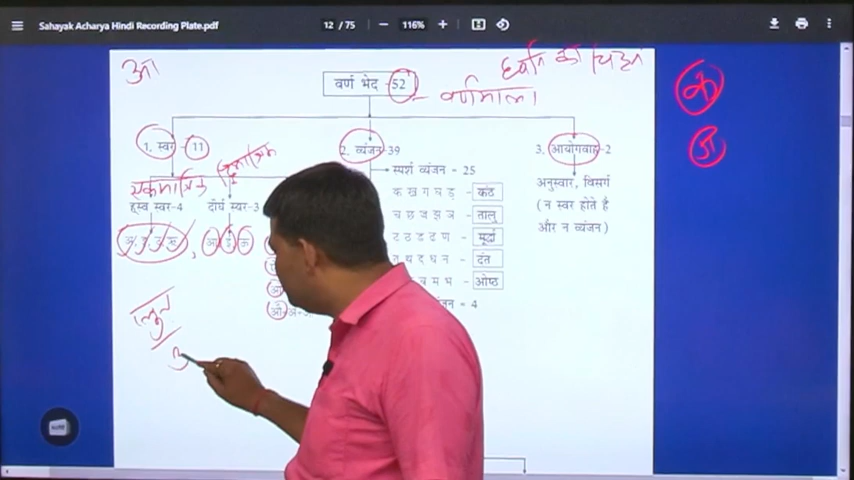 Sahayak Acharya Hindi Recording Plate.pdf
12 / 75
116%
ध्वनि का चिह्न
वर्ण भेद -52
वर्णमाला
क
1. स्वर - 11
2. व्यंजन-39
3. आयोगवाह-2
स्पर्श व्यंजन = 25
अनुस्वार, विसर्ग
एकमात्रिक
क ख ग घ ङ - कंठ
(न स्वर होते है
ह्रस्व स्वर-4
दीर्घ स्वर-3
च छ ज झ ञ - तालु
और न व्यंजन)
अ, इ, उ, ऋ, आ ई ऊ
ट ठ ड ढ ण - मूर्द्धा
त थ द ध न - दंत
ब म भ - ओष्ठ
= 4
प्लुत